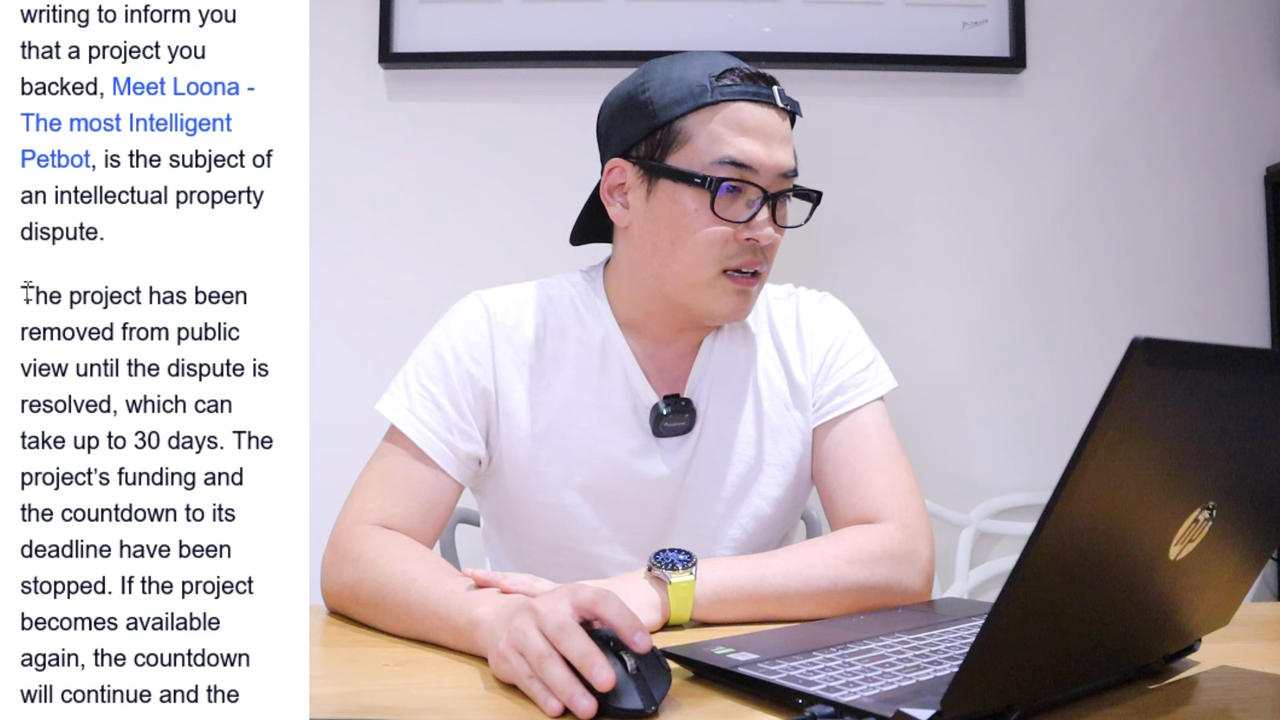 writing to inform you
that a project you
backed, Meet Loona -
The most Intelligent
Petbot, is the subject of
an intellectual property
dispute.
The project has been
removed from public
view until the dispute is
resolved, which can
take up to 30 days. The
project's funding and
the countdown to its
deadline have been
stopped. If the project
becomes available
again, the countdown
will continue and the
hp